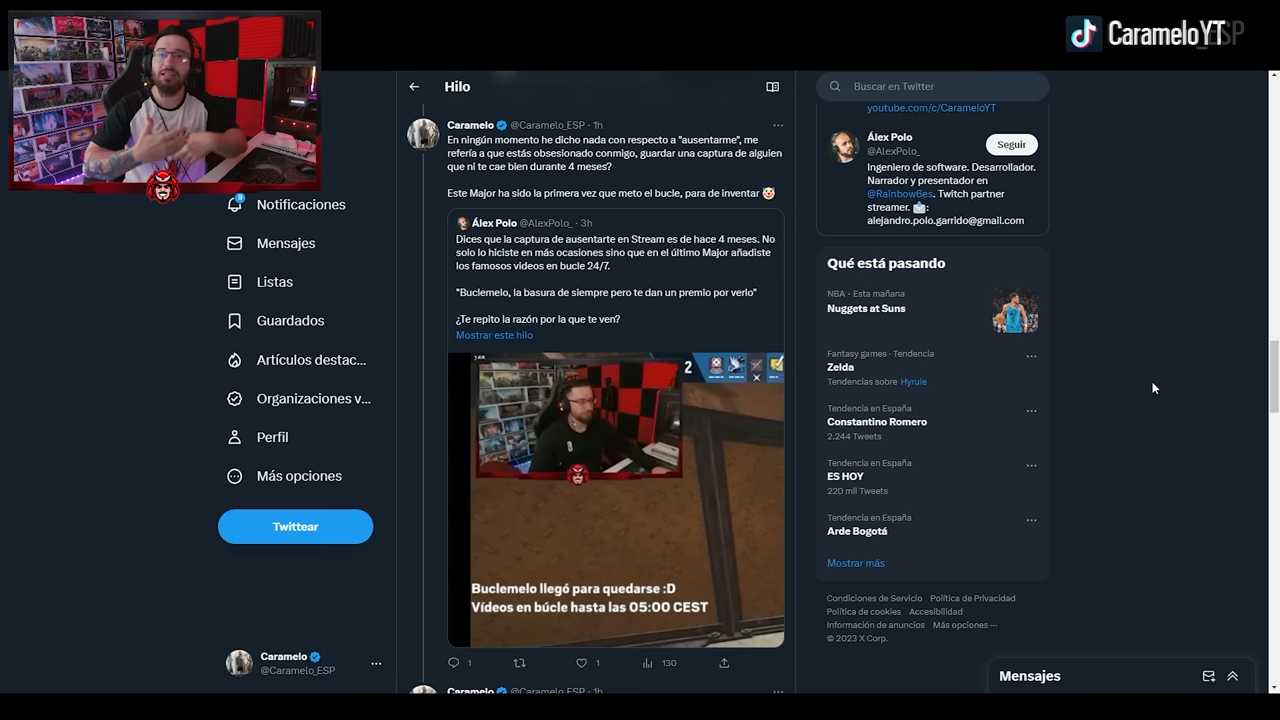 CarameloYT
_ESP
Hilo
Buscar en Twitter
Notificaciones
9
Mensajes
Listas
Guardados
Artículos destac...
Organizaciones v...
Perfil
Más opciones
Twittear
Caramelo
@Caramelo_ESP
Caramelo @Caramelo_ESP · 1h
En ningún momento he dicho nada con respecto a "ausentarme", me
refería a que estás obsesionado conmigo, guardar una captura de alguien
que ni te cae bien durante 4 meses?
Este Major ha sido la primera vez que meto el bucle, para de inventar
Álex Polo @AlexPolo_ · 3h
Dices que la captura de ausentarte en Stream es de hace 4 meses. No
solo lo hiciste en más ocasiones sino que en el último Major añadiste
los famosos videos en bucle 24/7.
"Buclemelo, la basura de siempre pero te dan un premio por verlo"
¿Te repito la razón por la que te ven?
Mostrar este hilo
2
Buclemelo llegó para quedarse :D
Vídeos en búcle hasta las 05:00 CEST
1
1
130
Caramelo @Caramelo_ESP · 1h
youtube.com/c/CarameloYT
Álex Polo
@AlexPolo_
Seguir
Ingeniero de software. Desarrollador.
Narrador y presentador en
@Rainbow6es. Twitch partner
streamer. :
alejandro.polo.garrido@gmail.com
Qué está pasando
NBA · Esta mañana
Nuggets at Suns
Fantasy games · Tendencia
Zelda
Tendencias sobre Hyrule
Tendencia en España
Constantino Romero
2.244 Tweets
Tendencia en España
ES HOY
220 mil Tweets
Tendencia en España
Arde Bogotá
Mostrar más
Condiciones de Servicio Política de Privacidad
Política de cookies Accesibilidad
Información de anuncios Más opciones ···
© 2023 X Corp.
Mensajes